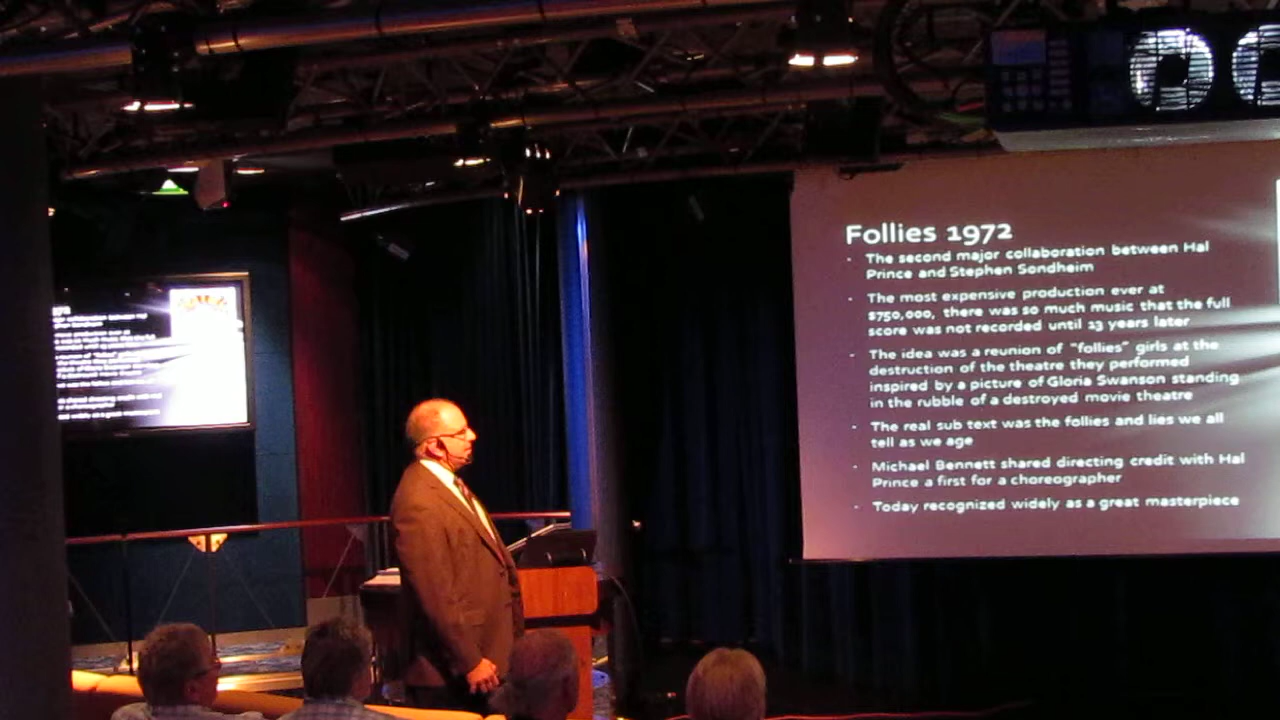 Follies 1972
The second major collaboration between Hal
Prince and Stephen Sondheim
The most expensive production ever at
$750,000, there was so much music that the full
score was not recorded until 13 years later
The idea was a reunion of "follies" girls at the
destruction of the theatre they performed
inspired by a picture of Gloria Swanson standing
in the rubble of a destroyed movie theatre
The real sub text was the follies and lies we all
tell as we age
Michael Bennett shared directing credit with Hal
Prince a first for a choreographer
Today recognized widely as a great masterpiece